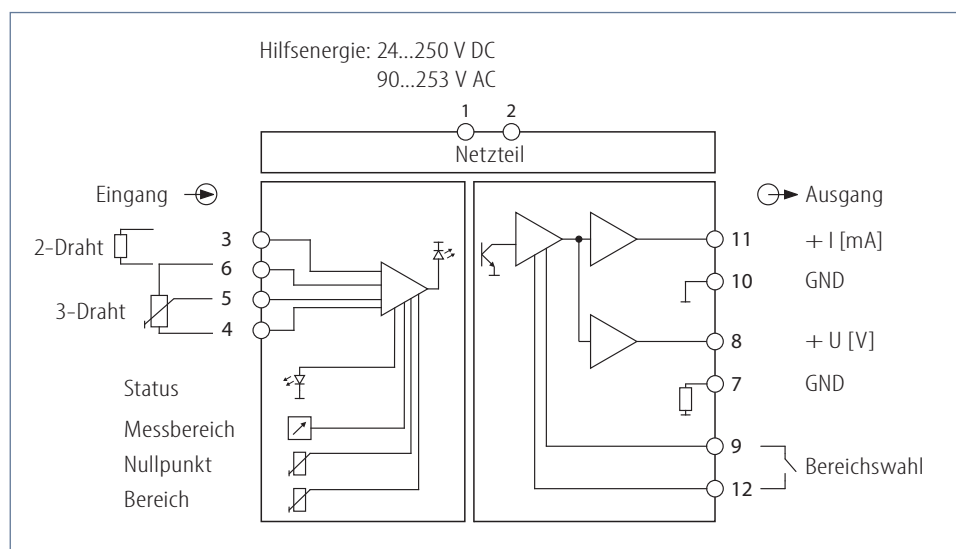 Hilfsenergie: 24...250 V DC
90...253 V AC
1 2
Netzteil
Eingang
Ausgang
2-Draht
3
6
3-Draht
5
4
11 + I [mA]
10 GND
8 + U [V]
7 GND
Status
Messbereich
Nullpunkt
Bereich
9
Bereichswahl
12